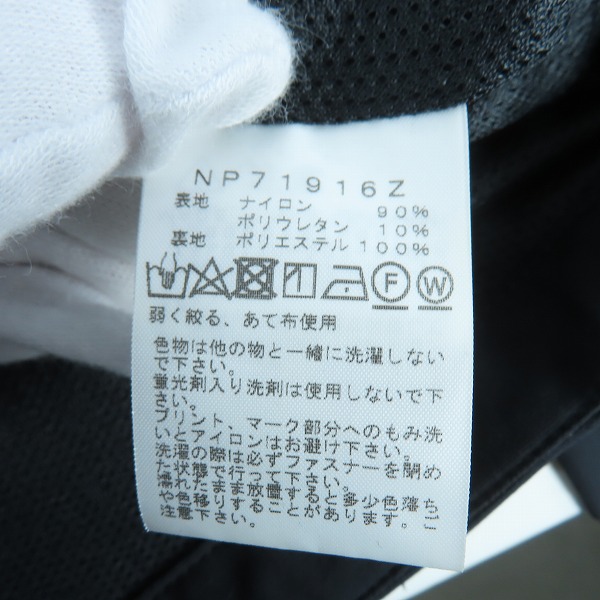 NP71916Z
表地 ナイロン 90%
ポリウレタン 10%
裏地 ポリエステル 100%
F W
弱く絞る、あて布使用
色物は他の物と一緒に洗濯しない
で下さい。
蛍光剤入り洗剤は使用しないで下
さい。
プリント、マーク部分へのもみ洗
いとアイロンはお避け下さい。
洗濯の際は必ずファスナーを閉め
た状態で行って下さい。
濡れたまま放置すると多少色落ち
や色移りすることがあります。ご
注意下さい。